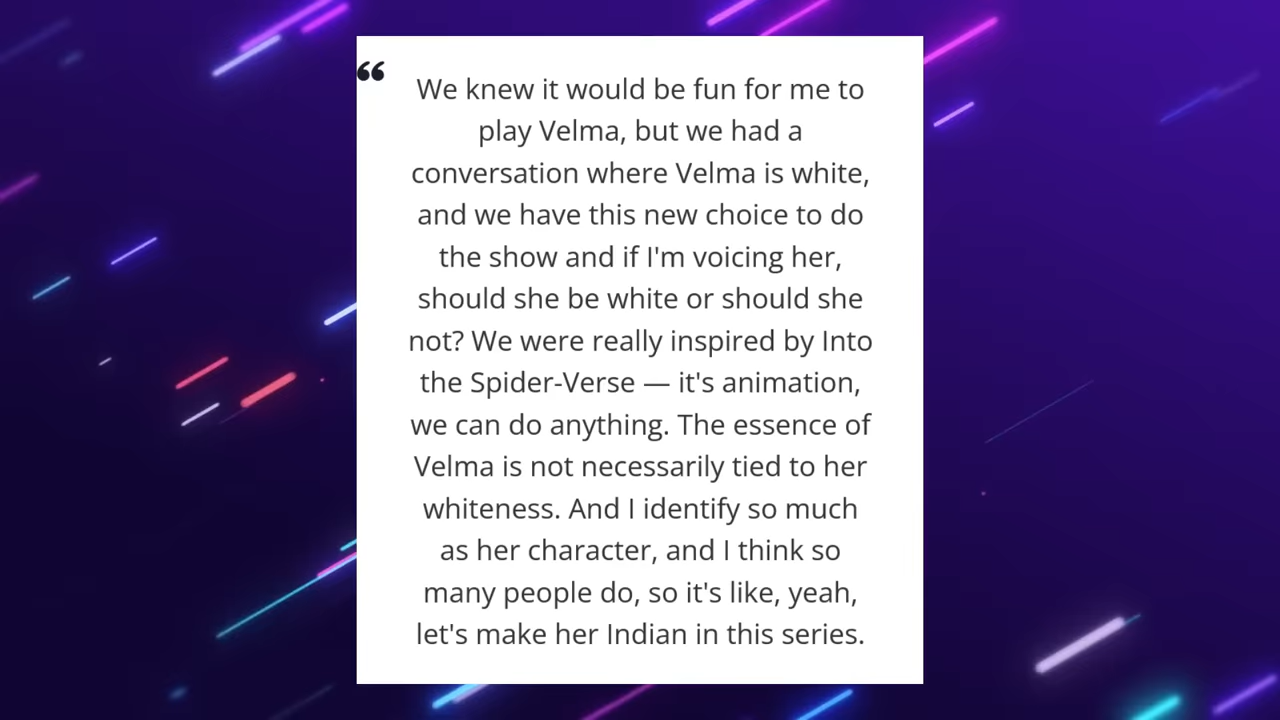 “ We knew it would be fun for me to
play Velma, but we had a
conversation where Velma is white,
and we have this new choice to do
the show and if I'm voicing her,
should she be white or should she
not? We were really inspired by Into
the Spider-Verse — it's animation,
we can do anything. The essence of
Velma is not necessarily tied to her
whiteness. And I identify so much
as her character, and I think so
many people do, so it's like, yeah,
let's make her Indian in this series.